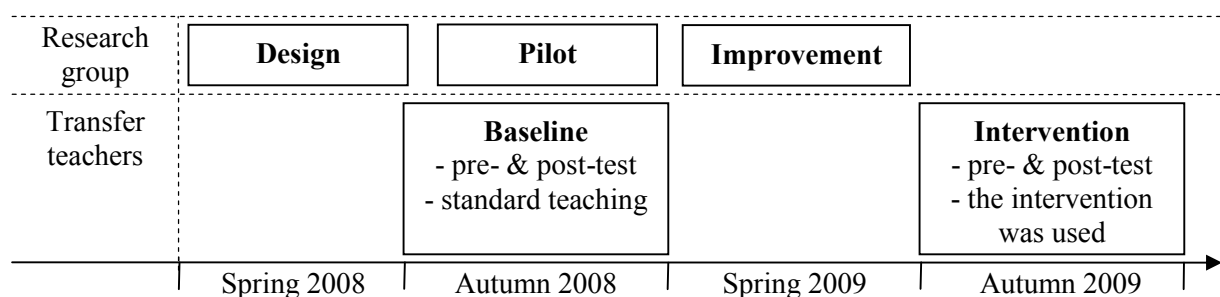 Research group
Design
Pilot
Improvement
Transfer teachers
Baseline
- pre- & post-test
- standard teaching
Intervention
- pre- & post-test
- the intervention
was used
Spring 2008
Autumn 2008
Spring 2009
Autumn 2009